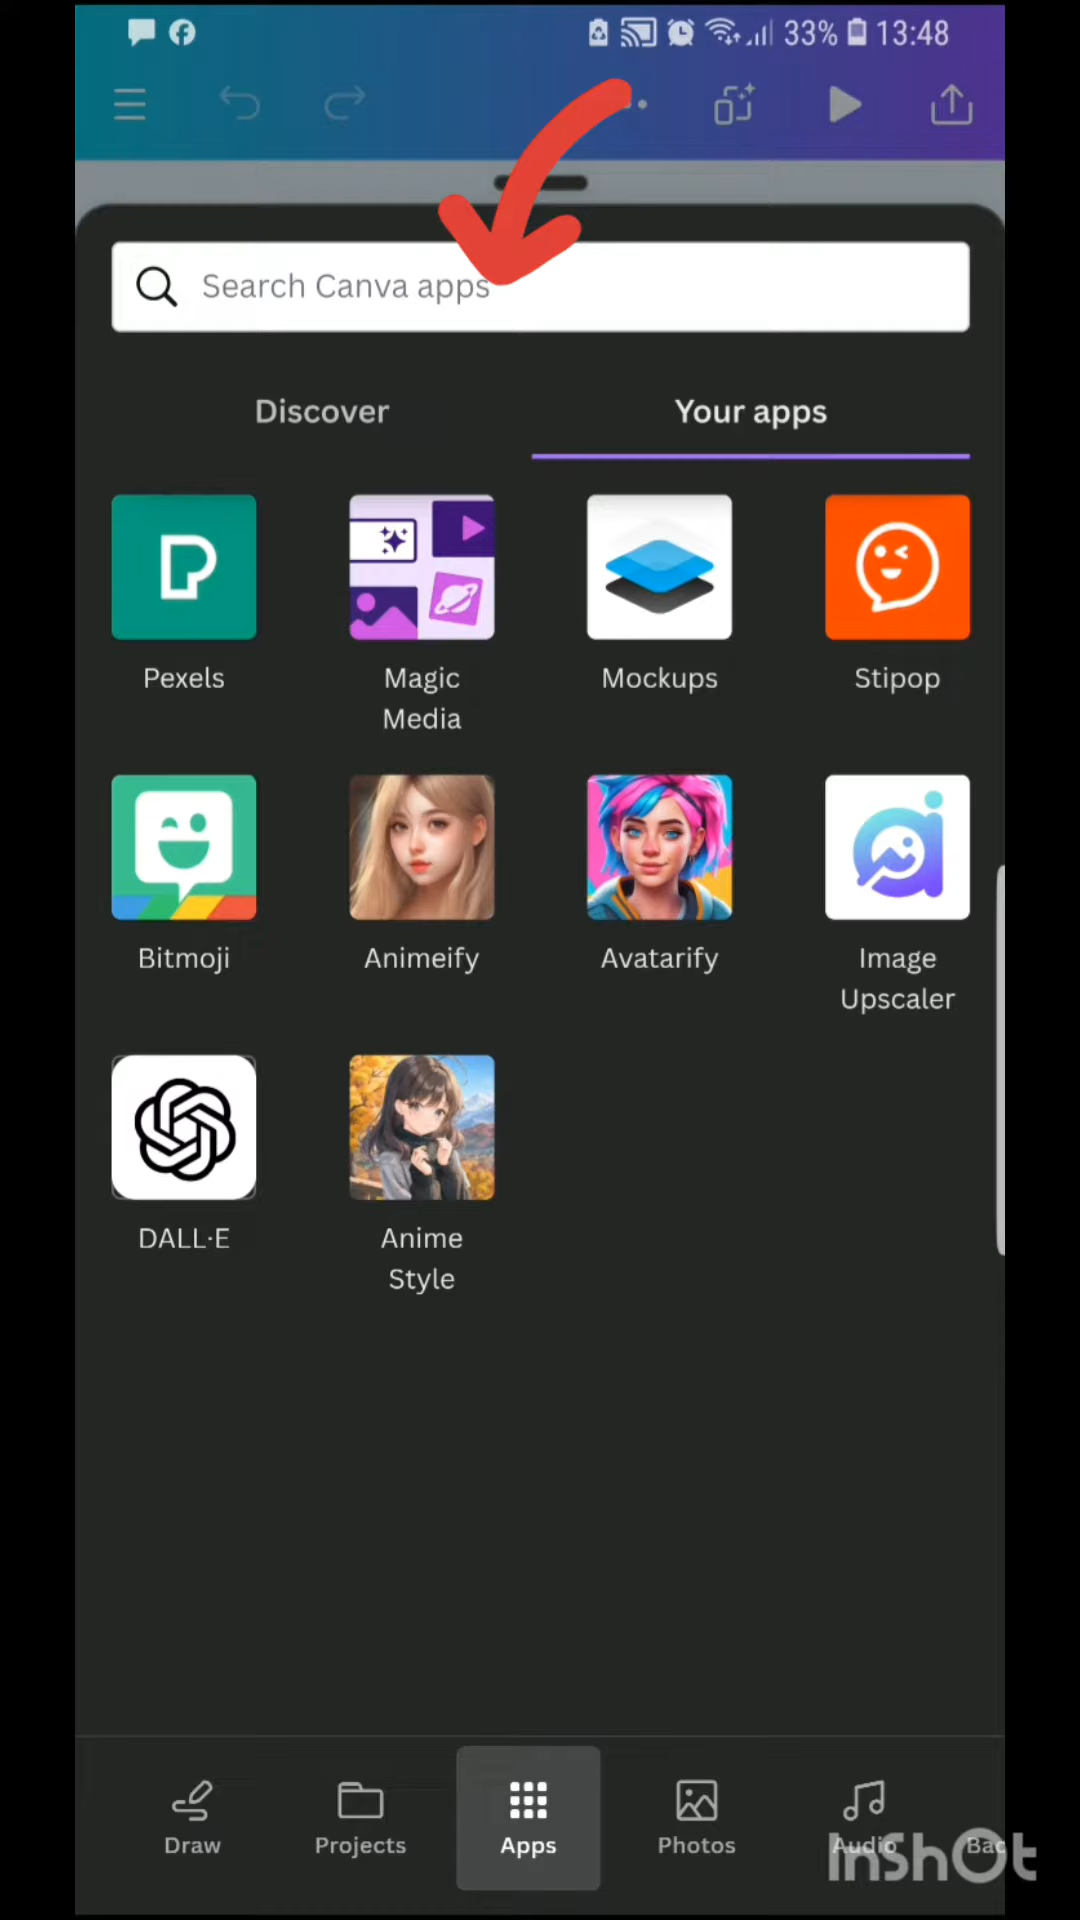 33% 13:48
Search Canva apps
Discover Your apps
Pexels Magic Media Mockups Stipop
Bitmoji Animeify Avatarify Image Upscaler
DALL·E Anime Style
Draw Projects Apps Photos Audio Bac
InShOt